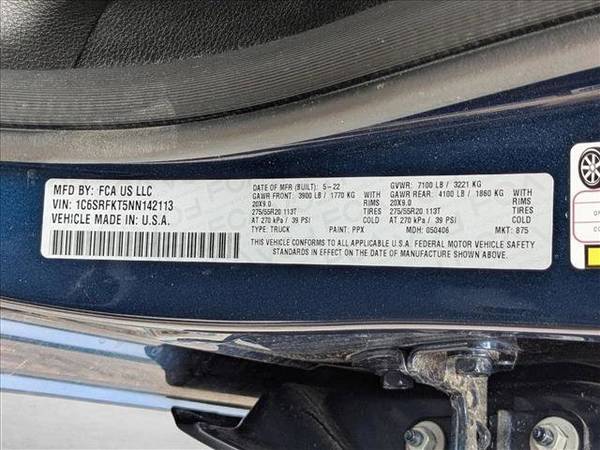 MFD BY: FCA US LLC
VIN: 1C6SRFKT5NN142113
VEHICLE MADE IN U.S.A.
DATE OF MFR (BUILT): 5-22
GVWR: 7100 LB / 3221 KG
GAWR FRONT: 3900 LB / 1770 KG
GAWR REAR: 4100 LB / 1860 KG
20X9.0
20X9.0
275/55R20 113T TIRES
275/55R20 113T TIRES
AT 270 kPa / 39 PSI COLD
AT 270 kPa / 39 PSI COLD
TYPE: TRUCK PAINT: PPX MDH: 050406 MKT: 875
THIS VEHICLE CONFORMS TO ALL APPLICABLE U.S.A. FEDERAL MOTOR VEHICLE SAFETY
STANDARDS IN EFFECT ON THE DATE OF MANUFACTURE SHOWN ABOVE.